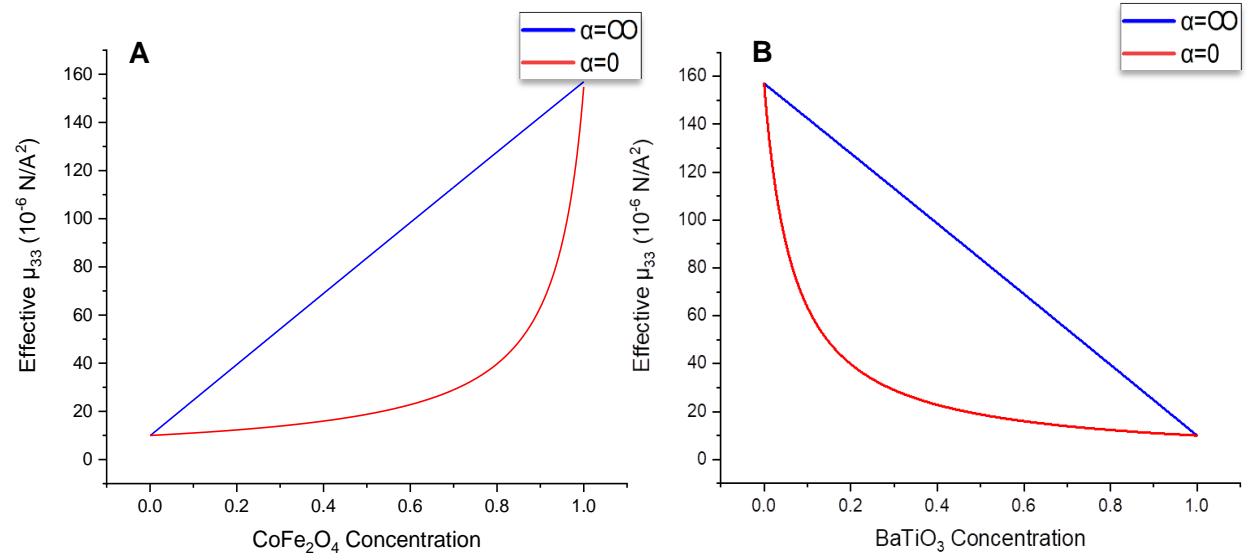 A
α=∞
α=0
Effective μ₃₃ (10⁻⁶ N/A²)
160
140
120
100
80
60
40
20
0
0.0 0.2 0.4 0.6 0.8 1.0
CoFe₂O₄ Concentration
B
α=∞
α=0
Effective μ₃₃ (10⁻⁶ N/A²)
160
140
120
100
80
60
40
20
0
0.0 0.2 0.4 0.6 0.8 1.0
BaTiO₃ Concentration